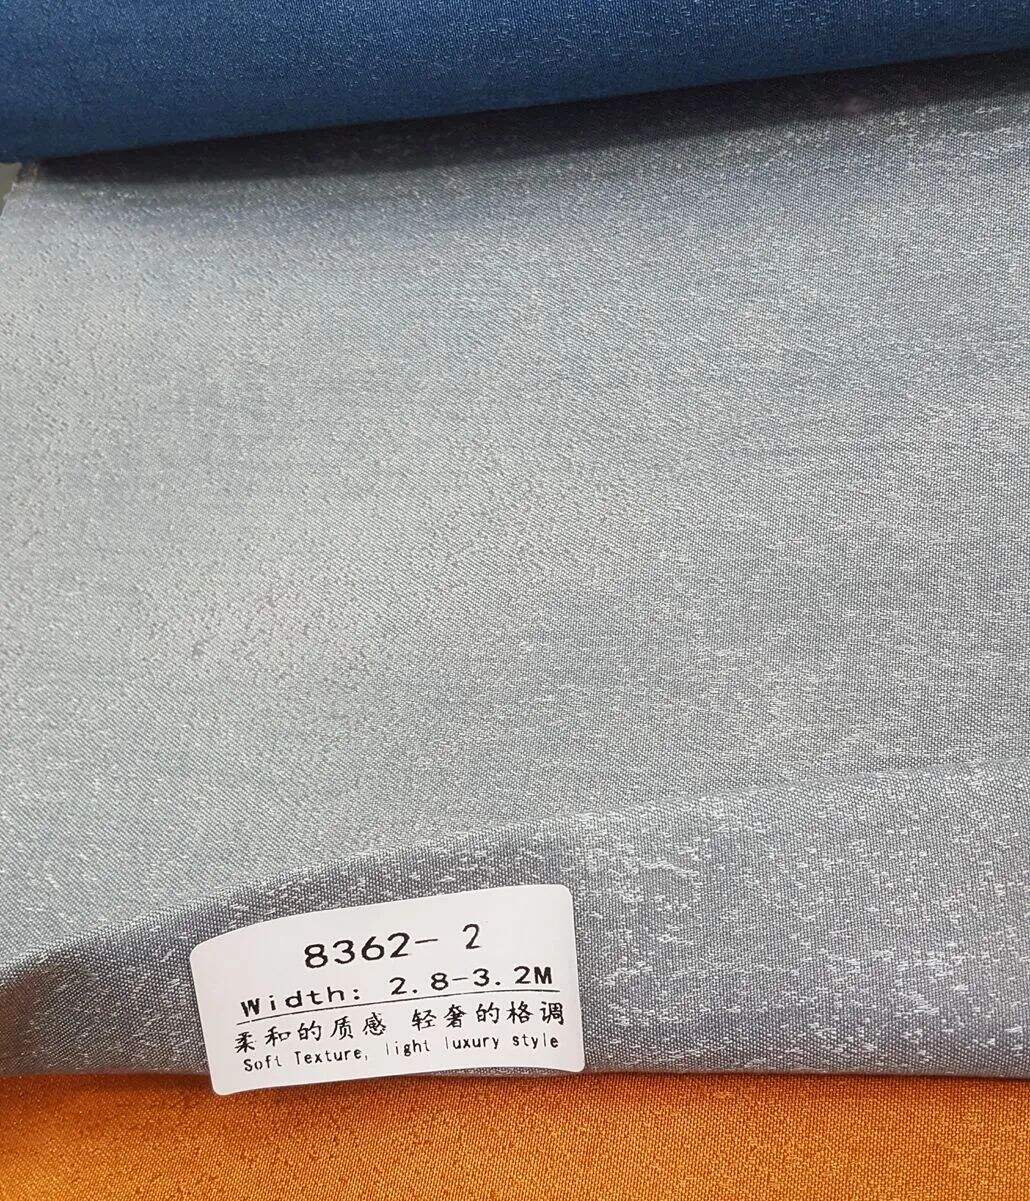 8362- 2
Width: 2.8-3.2M
柔和的质感 轻奢的格调
Soft Texture, light luxury style